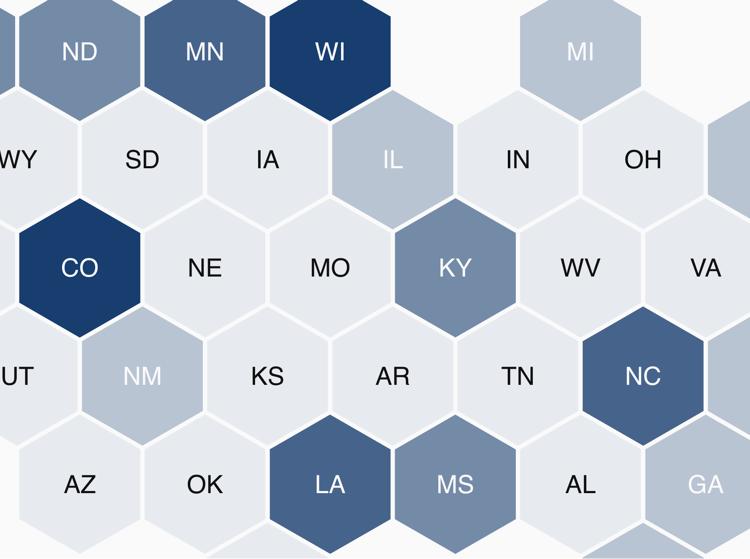 ND MN WI MI
WY SD IA IL IN OH
CO NE MO KY WV VA
UT NM KS AR TN NC
AZ OK LA MS AL GA